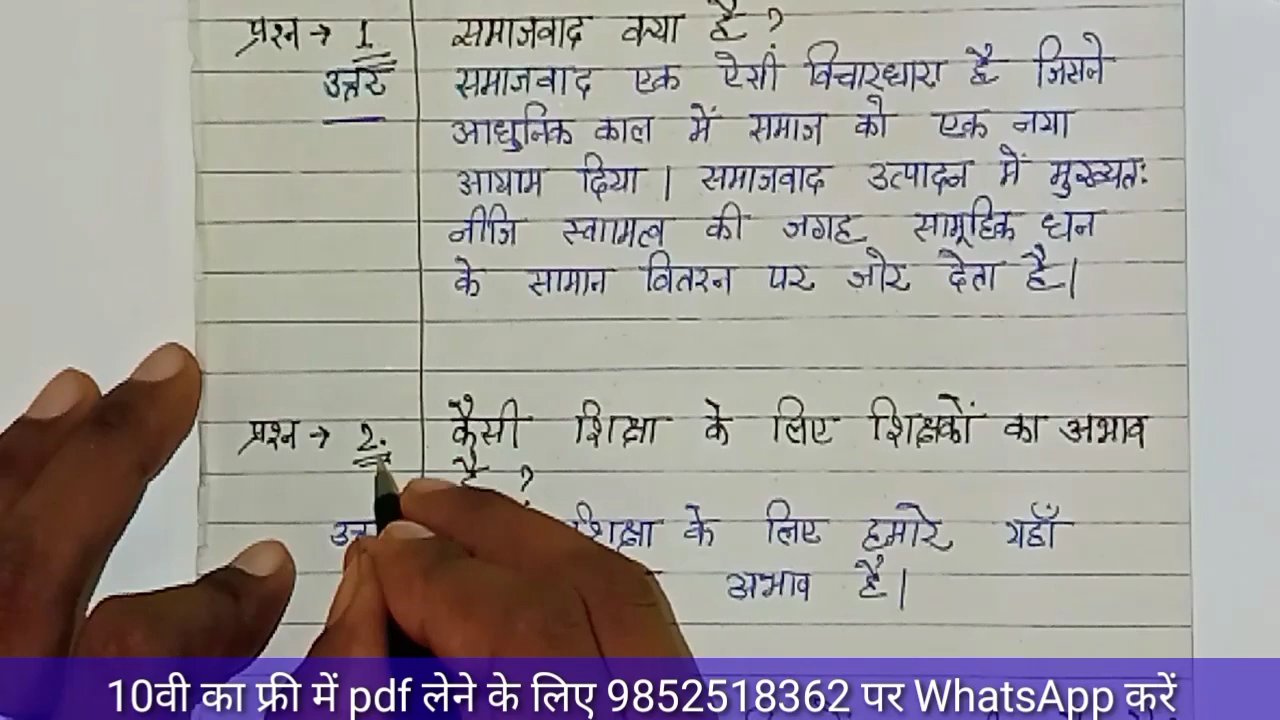 प्रश्न → 1. समाजवाद क्या है ?
उत्तर समाजवाद एक ऐसी विचारधारा है जिसने
आधुनिक काल में समाज को एक नया
आयाम दिया । समाजवाद उत्पादन में मुख्यतः
नीजि स्वामित्व की जगह सामूहिक धन
के सामान वितरन पर जोर देता है।
प्रश्न → 2. कैसी शिक्षा के लिए शिक्षकों का अभाव
है ?
शिक्षा के लिए हमारे यहाँ
अभाव है।
10वी का फ्री में pdf लेने के लिए 9852518362 पर WhatsApp करें